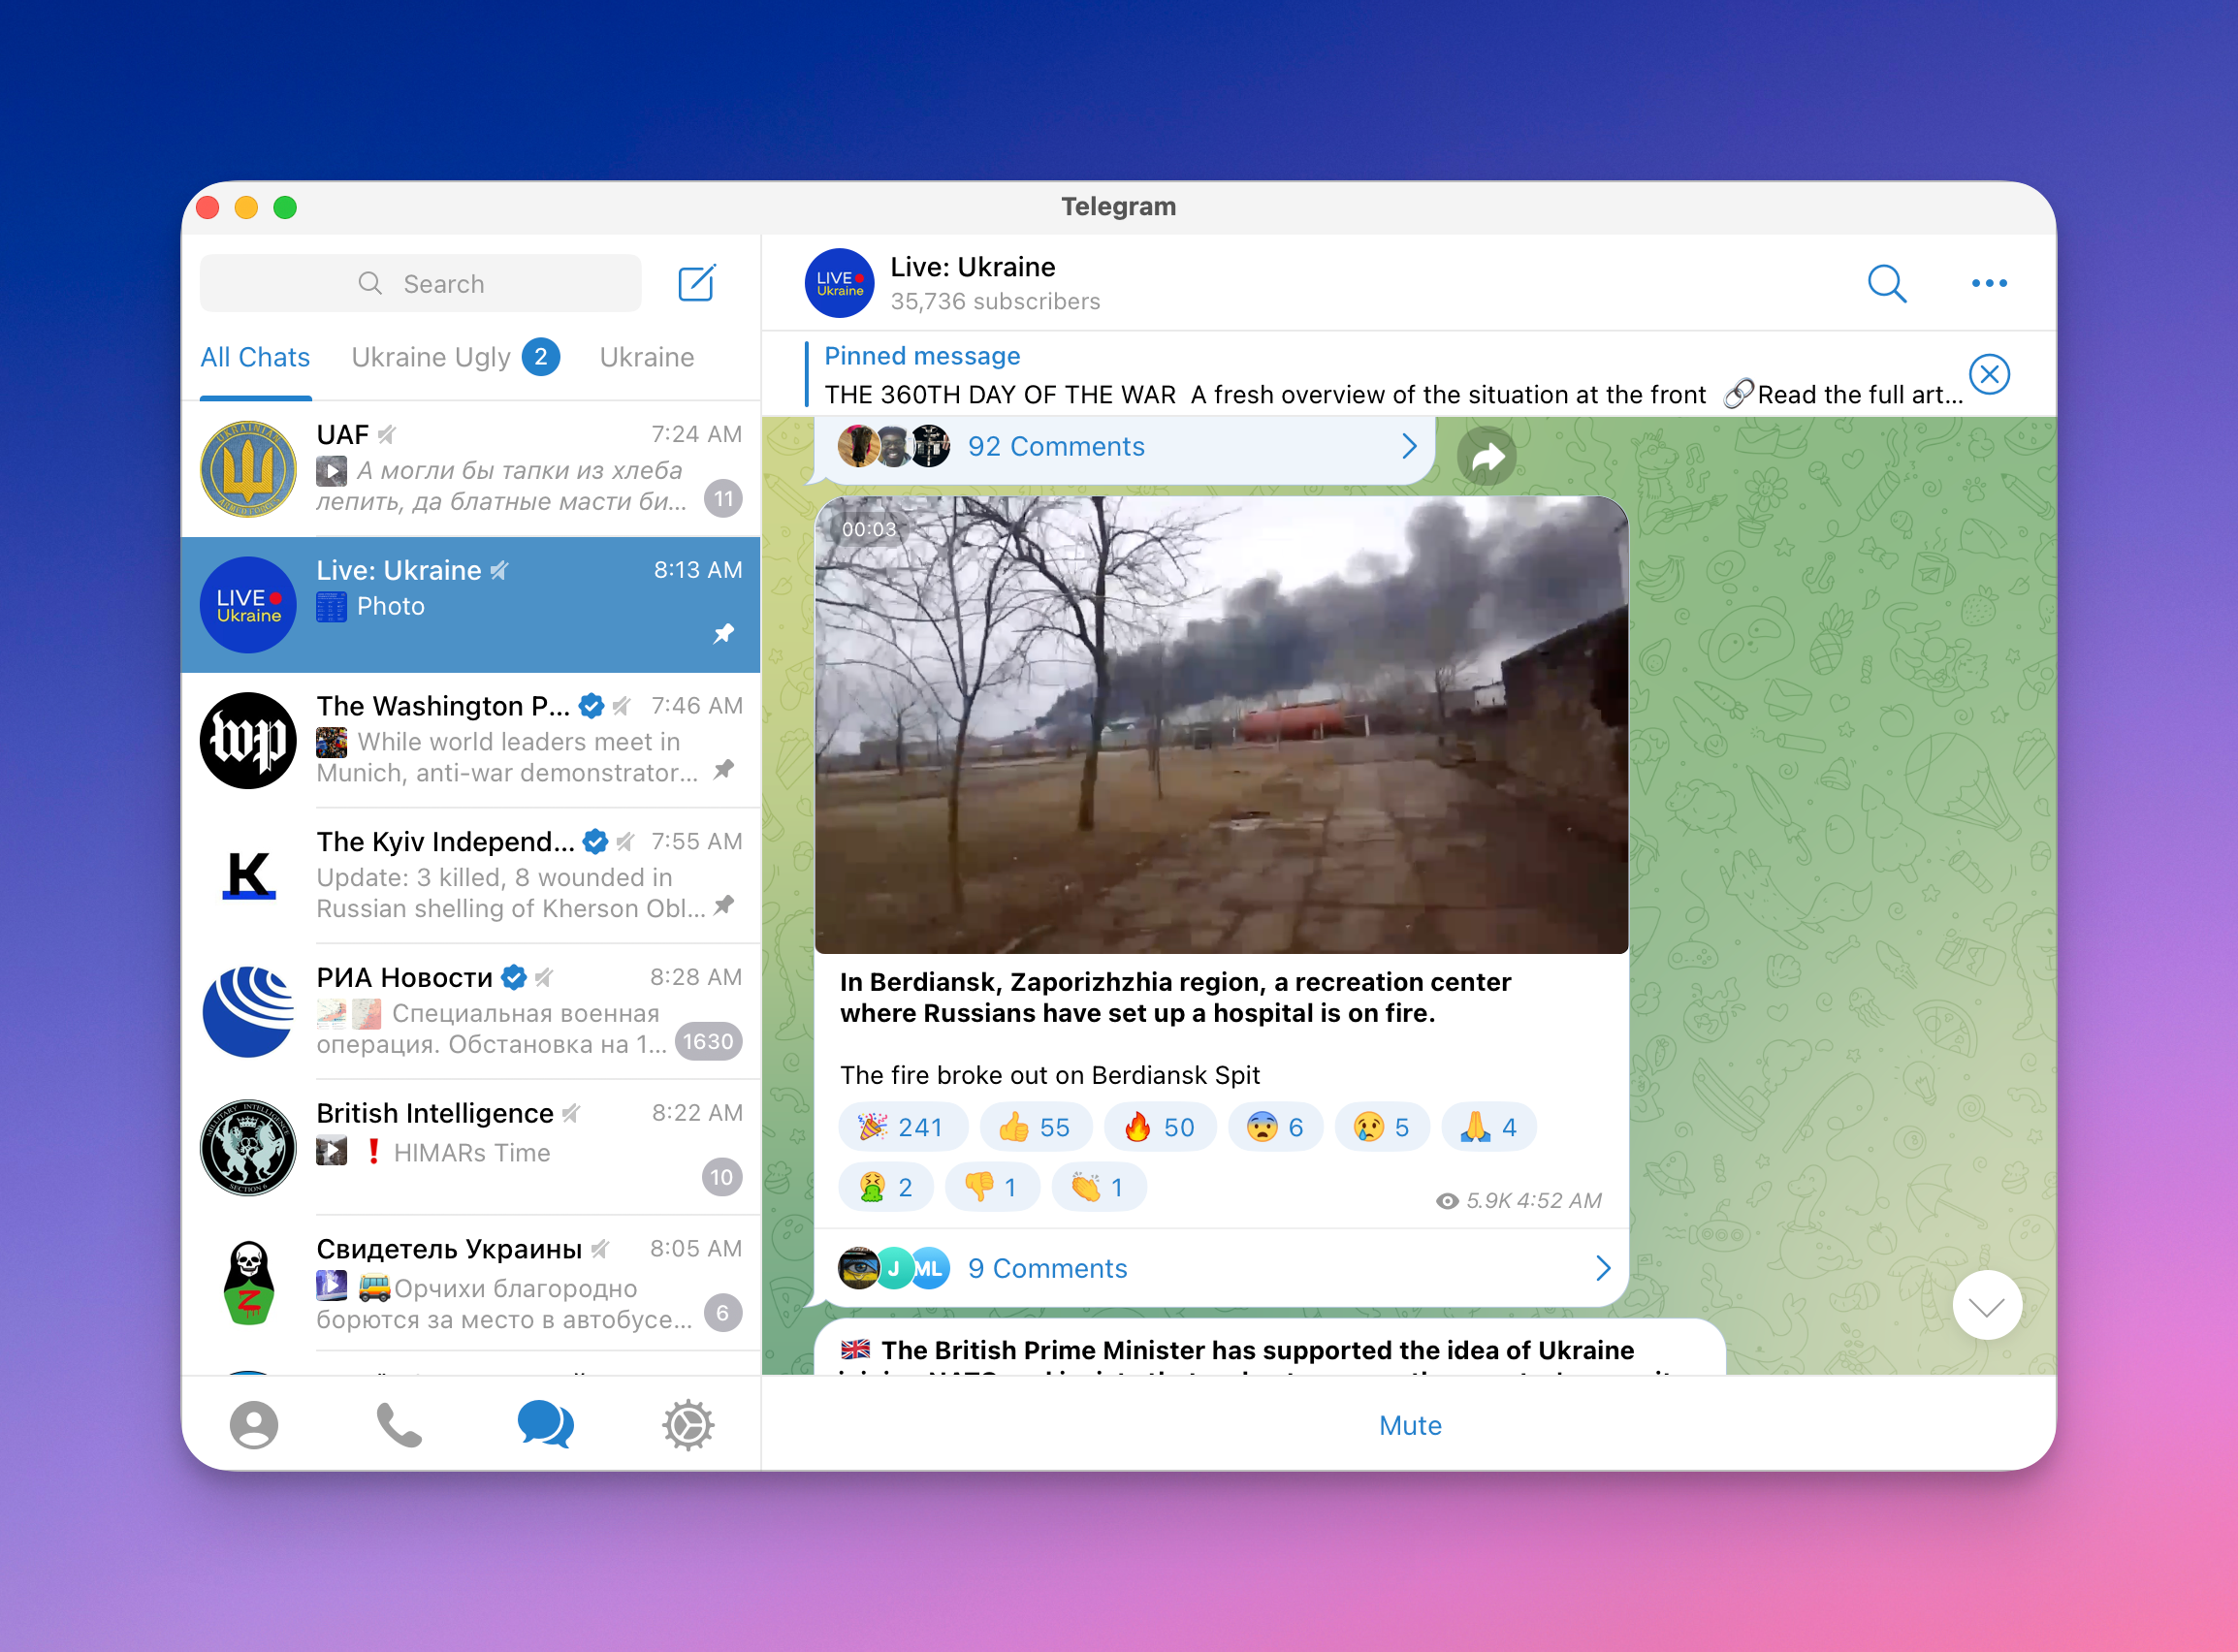 Telegram
Search
All Chats
Ukraine Ugly 2
Ukraine
UAF
7:24 AM
А могли бы тапки из хлеба
лепить, да блатные масти би...
11
LIVE
Ukraine
Live: Ukraine
8:13 AM
Photo
wp
The Washington P...
7:46 AM
While world leaders meet in
Munich, anti-war demonstrator...
K
The Kyiv Independ...
7:55 AM
Update: 3 killed, 8 wounded in
Russian shelling of Kherson Obl...
РИА Новости
8:28 AM
Специальная военная
операция. Обстановка на 1...
1630
British Intelligence
8:22 AM
❗ HIMARs Time
10
Z
Свидетель Украины
8:05 AM
🚌Орчихи благородно
борются за место в автобусе...
6
LIVE
Ukraine
Live: Ukraine
35,736 subscribers
Pinned message
THE 360TH DAY OF THE WAR A fresh overview of the situation at the front 🔗Read the full art...
92 Comments
00:03
In Berdiansk, Zaporizhzhia region, a recreation center
where Russians have set up a hospital is on fire.
The fire broke out on Berdiansk Spit
🎉 241 👍 55 🔥 50 😨 6 😢 5 🙏 4
🤮 2 👎 1 👏 1
5.9K 4:52 AM
J ML 9 Comments
🇬🇧 The British Prime Minister has supported the idea of Ukraine
Mute